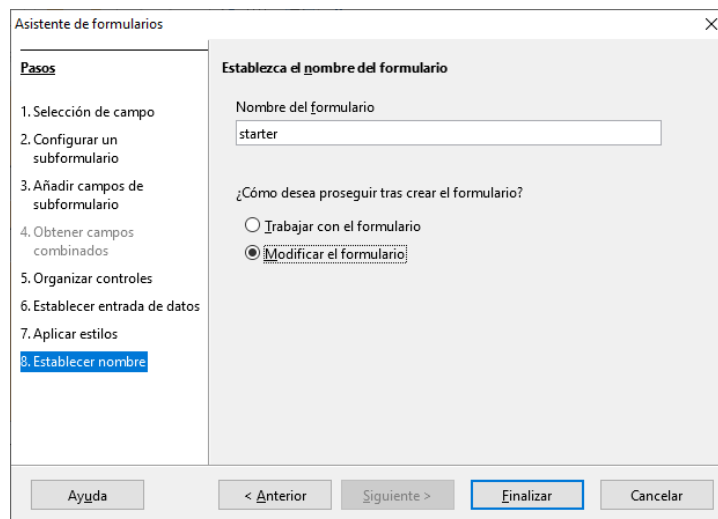 Asistente de formularios
Pasos
1. Selección de campo
2. Configurar un
subformulario
3. Añadir campos de
subformulario
4. Obtener campos
combinados
5. Organizar controles
6. Establecer entrada de datos
7. Aplicar estilos
8. Establecer nombre
Establezca el nombre del formulario
Nombre del formulario
starter
¿Cómo desea proseguir tras crear el formulario?
Trabajar con el formulario
Modificar el formulario
Ayuda
< Anterior
Siguiente >
Finalizar
Cancelar